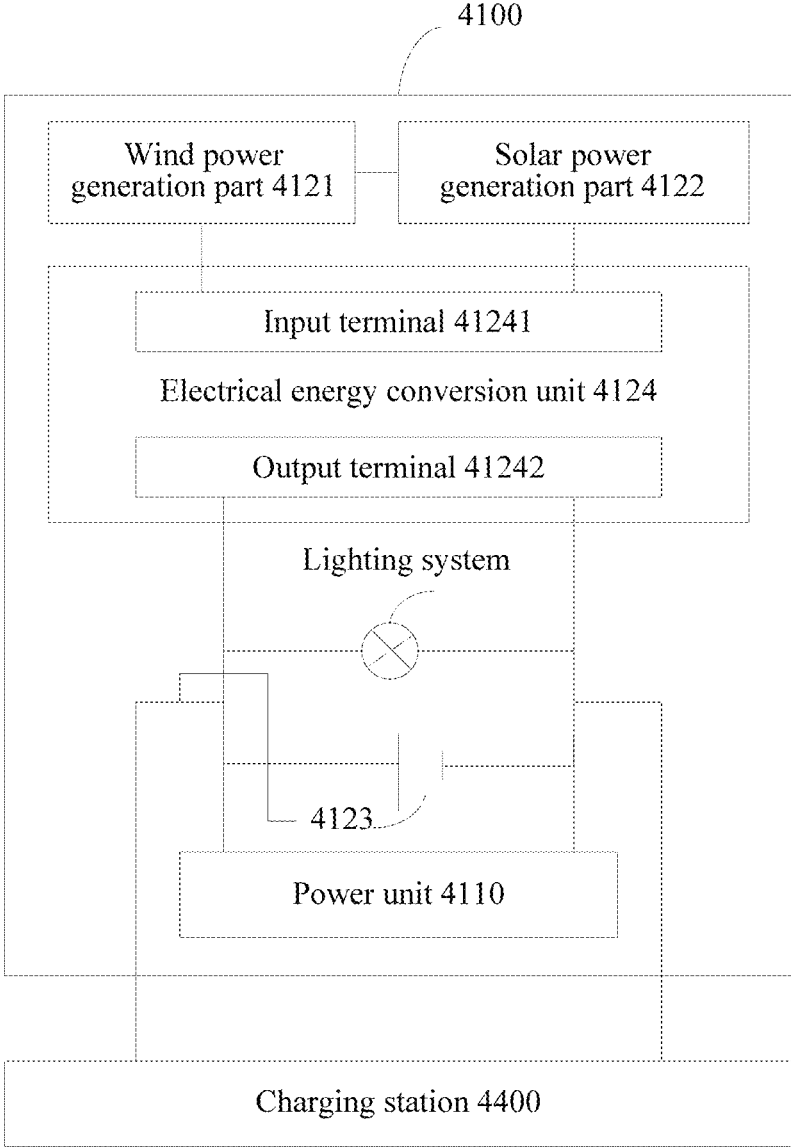 4100
Wind power
generation part 4121
Solar power
generation part 4122
Input terminal 41241
Electrical energy conversion unit 4124
Output terminal 41242
Lighting system
4123
Power unit 4110
Charging station 4400